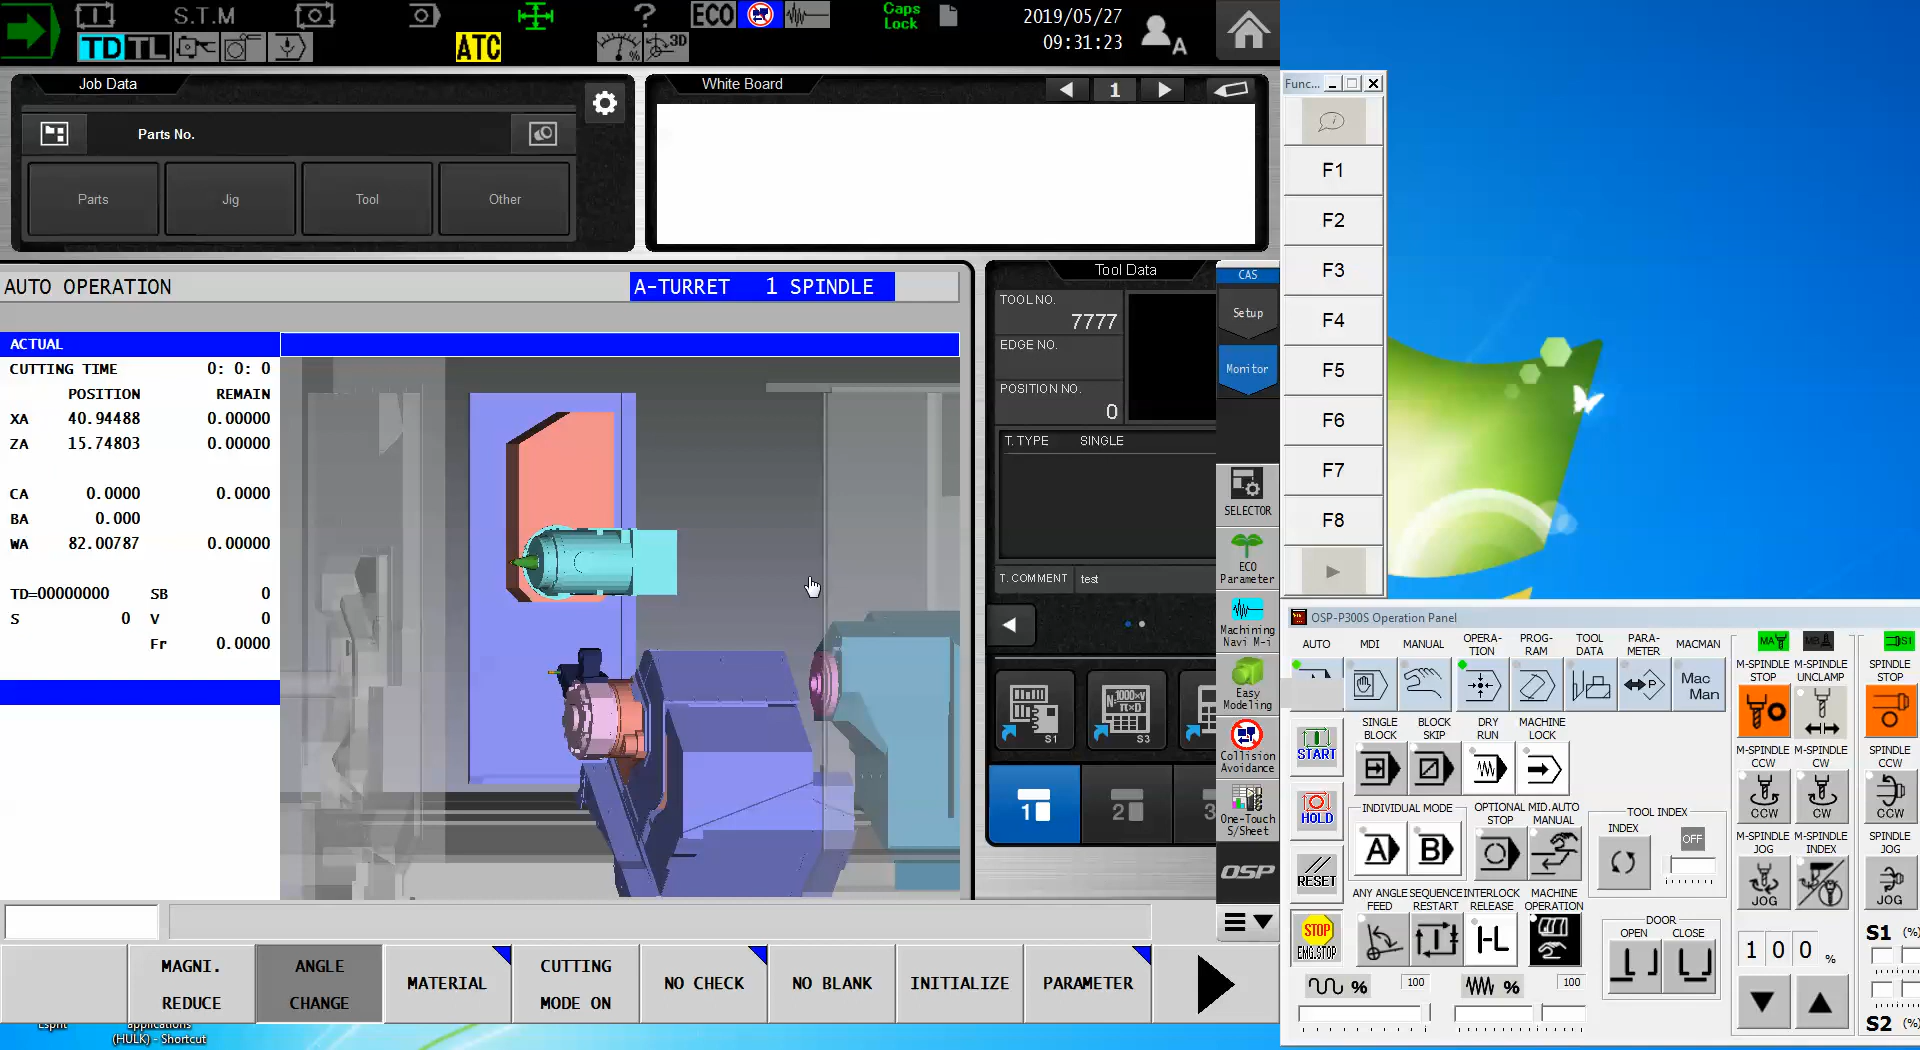 S.T.M
?
ECO
Caps
Lock
2019/05/27
09:31:23
A
TD TL
ATC
%
3D
Job Data
White Board
1
Parts No.
Parts
Jig
Tool
Other
AUTO OPERATION
A-TURRET 1 SPINDLE
ACTUAL
CUTTING TIME 0: 0: 0
POSITION REMAIN
XA 40.94488 0.00000
ZA 15.74803 0.00000
CA 0.0000 0.0000
BA 0.000
WA 82.00787 0.00000
TD=00000000 SB 0
S 0 V 0
Fr 0.0000
Tool Data
TOOL NO.
7777
EDGE NO.
POSITION NO.
0
T. TYPE SINGLE
T. COMMENT test
S1
1000×V
π×D
S3
1
2
3
CAS
Setup
Monitor
SELECTOR
ECO
Parameter
Machining
Navi M-i
Easy
Modeling
Collision
Avoidance
One-Touch
S/Sheet
OSP
MAGNI.
REDUCE
ANGLE
CHANGE
MATERIAL
CUTTING
MODE ON
NO CHECK
NO BLANK
INITIALIZE
PARAMETER
Esprit
applications
(HULK) - Shortcut
Func...
F1
F2
F3
F4
F5
F6
F7
F8
OSP-P300S Operation Panel
AUTO
MDI
MANUAL
OPERA-
TION
PROG-
RAM
TOOL
DATA
PARA-
METER
MACMAN
P
Mac
Man
START
HOLD
RESET
STOP
EMG.STOP
SINGLE
BLOCK
BLOCK
SKIP
DRY
RUN
MACHINE
LOCK
INDIVIDUAL MODE
A
B
OPTIONAL
STOP
MID.AUTO
MANUAL
TOOL INDEX
INDEX
OFF
ANY ANGLE
FEED
SEQUENCE
RESTART
INTERLOCK
RELEASE
MACHINE
OPERATION
I-L
DOOR
OPEN
CLOSE
%
100
%
100
MA
S1
M-SPINDLE
STOP
M-SPINDLE
UNCLAMP
SPINDLE
STOP
M-SPINDLE
CCW
M-SPINDLE
CW
SPINDLE
CCW
CCW
CW
CCW
M-SPINDLE
JOG
M-SPINDLE
INDEX
SPINDLE
JOG
JOG
JOG
1 0 0 %
S1 (%)
S2 (%)